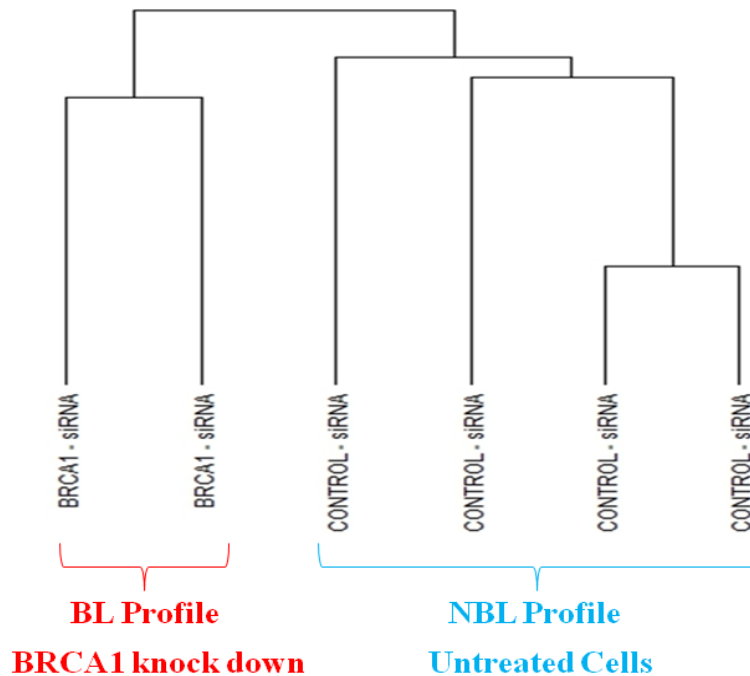 BRCA1 - siRNA
BRCA1 - siRNA
CONTROL - siRNA
CONTROL - siRNA
CONTROL - siRNA
CONTROL - siRNA
BL Profile
BRCA1 knock down
NBL Profile
Untreated Cells